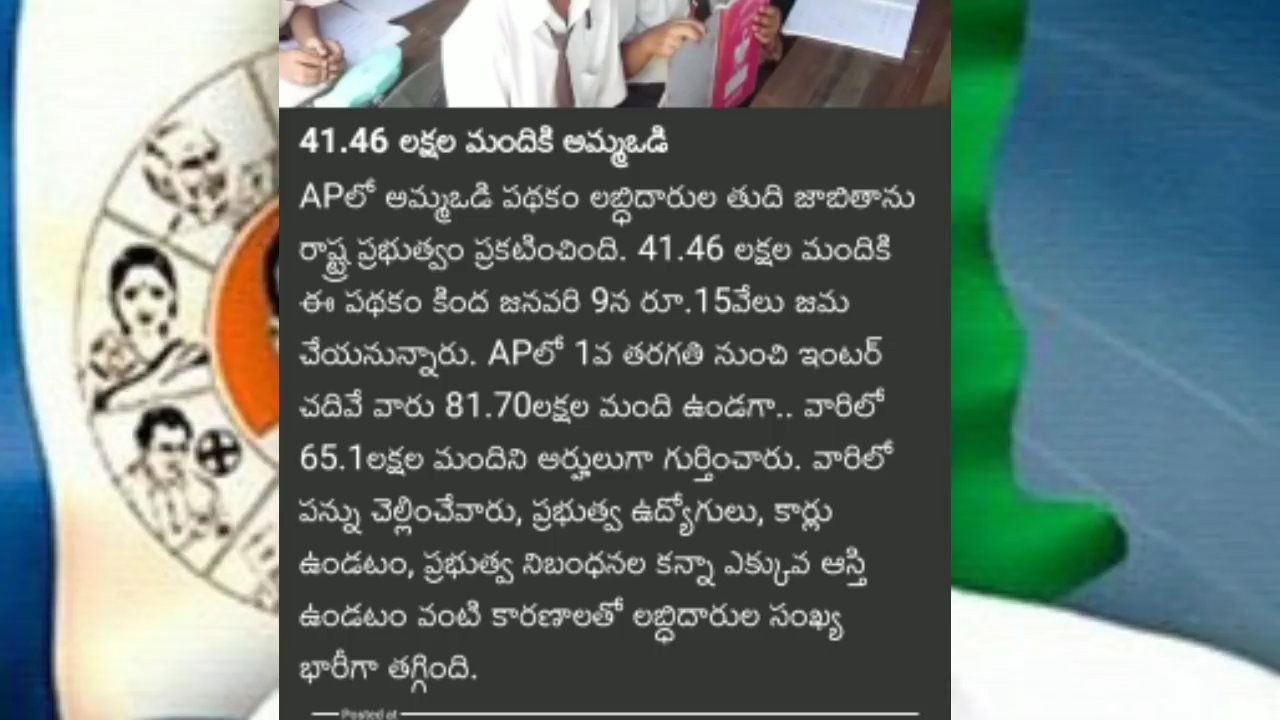 41.46 లక్షల మందికి అమ్మఒడి
APలో అమ్మఒడి పథకం లబ్ధిదారుల తుది జాబితాను
రాష్ట్ర ప్రభుత్వం ప్రకటించింది. 41.46 లక్షల మందికి
ఈ పథకం కింద జనవరి 9న రూ.15వేలు జమ
చేయనున్నారు. APలో 1వ తరగతి నుంచి ఇంటర్
చదివే వారు 81.70లక్షల మంది ఉండగా.. వారిలో
65.1లక్షల మందిని అర్హులుగా గుర్తించారు. వారిలో
పన్ను చెల్లించేవారు, ప్రభుత్వ ఉద్యోగులు, కార్లు
ఉండటం, ప్రభుత్వ నిబంధనల కన్నా ఎక్కువ ఆస్తి
ఉండటం వంటి కారణాలతో లబ్ధిదారుల సంఖ్య
భారీగా తగ్గింది.
Posted at